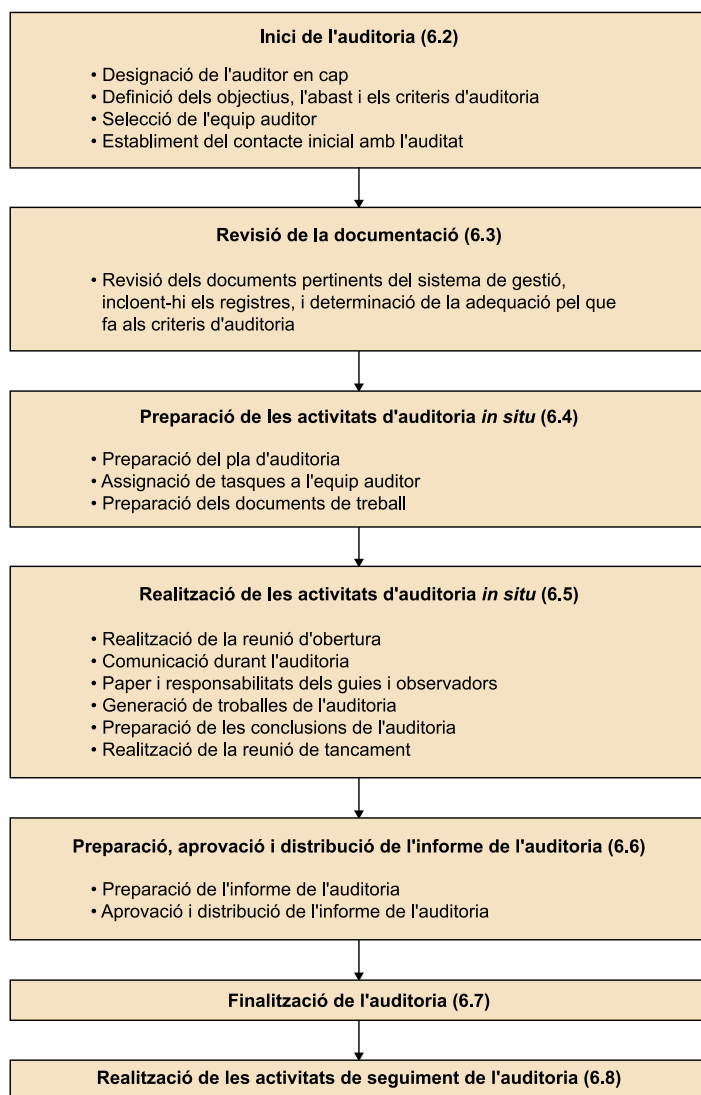 Inici de l'auditoria (6.2)
• Designació de l'auditor en cap
• Definició dels objectius, l'abast i els criteris d'auditoria
• Selecció de l'equip auditor
• Establiment del contacte inicial amb l'auditat
Revisió de la documentació (6.3)
• Revisió dels documents pertinents del sistema de gestió,
incloent-hi els registres, i determinació de la adequació pel que
fa als criteris d'auditoria
Preparació de les activitats d'auditoria in situ (6.4)
• Preparació del pla d'auditoria
• Assignació de tasques a l'equip auditor
• Preparació dels documents de treball
Realització de les activitats d'auditoria in situ (6.5)
• Realització de la reunió d'obertura
• Comunicació durant l'auditoria
• Paper i responsabilitats dels guies i observadors
• Generació de troballes de l'auditoria
• Preparació de les conclusions de l'auditoria
• Realització de la reunió de tancament
Preparació, aprovació i distribució de l'informe de l'auditoria (6.6)
• Preparació de l'informe de l'auditoria
• Aprovació i distribució de l'informe de l'auditoria
Finalització de l'auditoria (6.7)
Realització de les activitats de seguiment de l'auditoria (6.8)